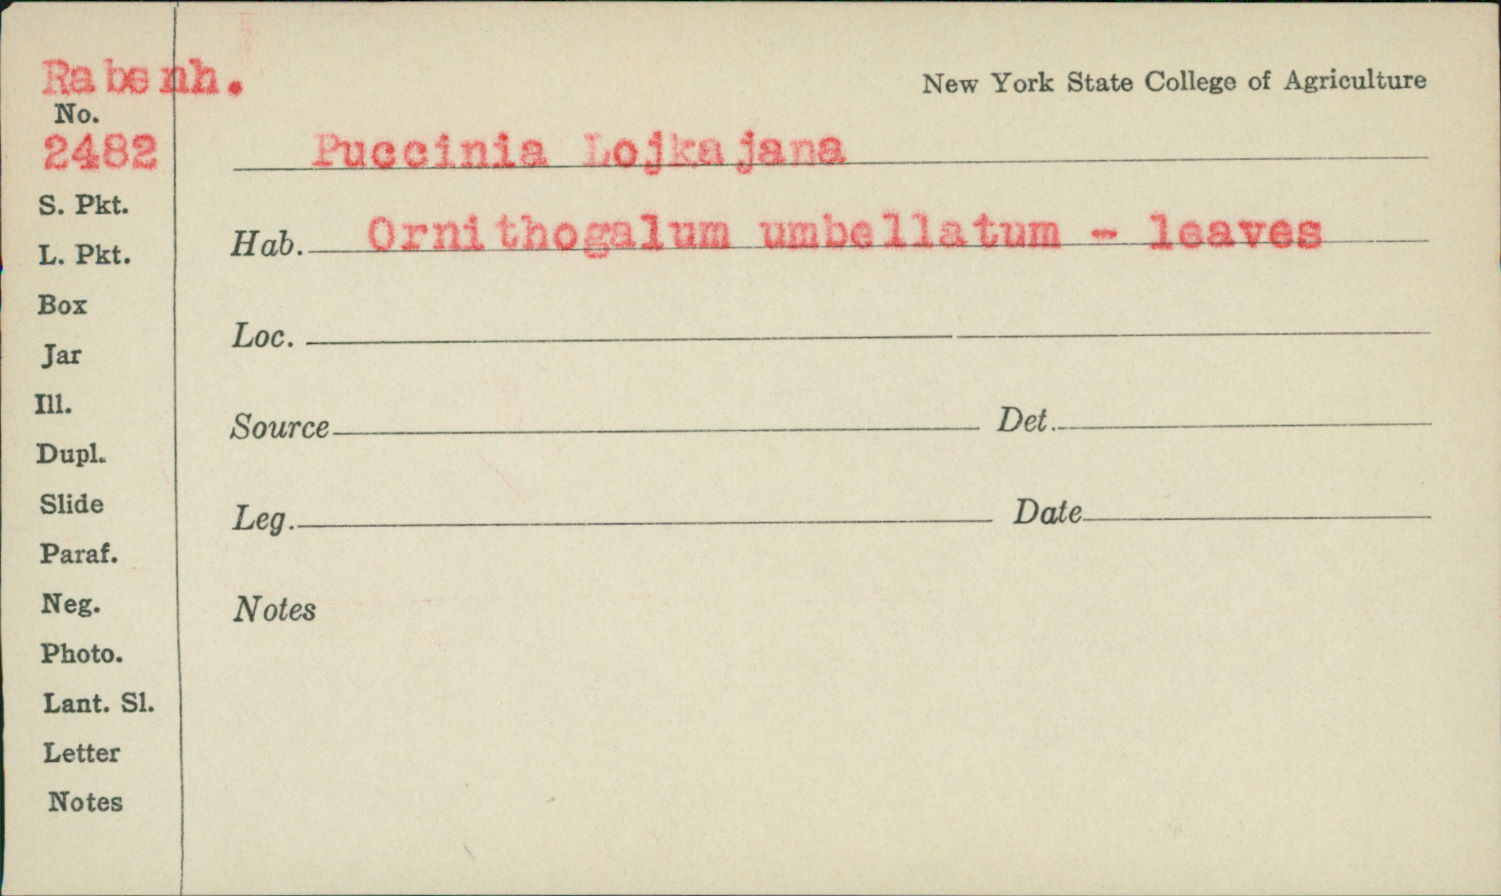 Rabenh.
New York State College of Agriculture
No.
2482
Puccinia Lojkajana
S. Pkt.
Hab. Ornithogalum umbellatum - leaves
L. Pkt.
Box
Loc.
Jar
Ill.
Source Det.
Dupl.
Slide
Leg. Date
Paraf.
Neg.
Notes
Photo.
Lant. Sl.
Letter
Notes